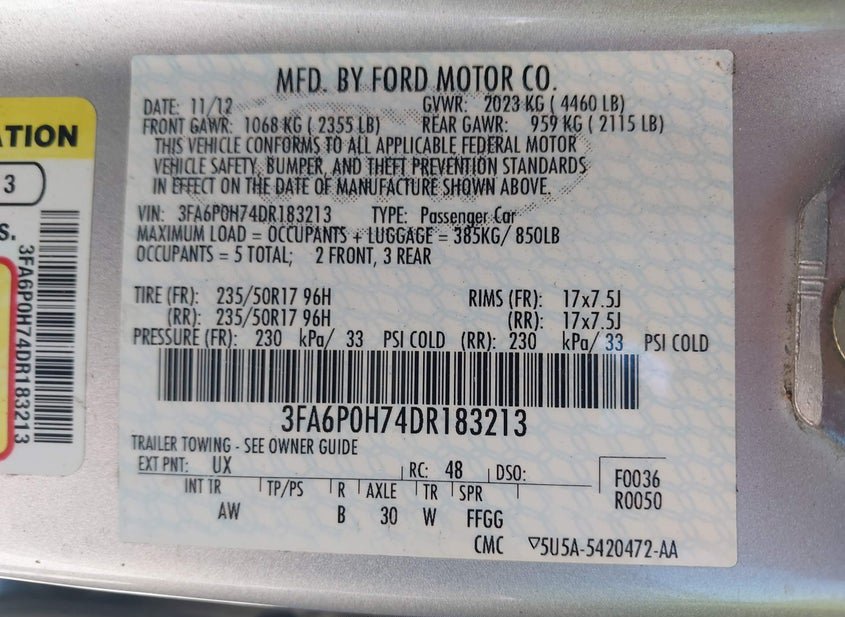 ATION
3
S.
3FA6P0H74DR183213
MFD. BY FORD MOTOR CO.
DATE: 11/12 GVWR: 2023 KG ( 4460 LB)
FRONT GAWR: 1068 KG ( 2355 LB) REAR GAWR: 959 KG ( 2115 LB)
THIS VEHICLE CONFORMS TO ALL APPLICABLE FEDERAL MOTOR
VEHICLE SAFETY, BUMPER, AND THEFT PREVENTION STANDARDS
IN EFFECT ON THE DATE OF MANUFACTURE SHOWN ABOVE.
VIN: 3FA6P0H74DR183213 TYPE: Passenger Car
MAXIMUM LOAD = OCCUPANTS + LUGGAGE = 385KG/ 850LB
OCCUPANTS = 5 TOTAL; 2 FRONT, 3 REAR
TIRE (FR): 235/50R17 96H RIMS (FR): 17x7.5J
(RR): 235/50R17 96H (RR): 17x7.5J
PRESSURE (FR): 230 kPa/ 33 PSI COLD (RR): 230 kPa/ 33 PSI COLD
3FA6P0H74DR183213
TRAILER TOWING - SEE OWNER GUIDE
EXT PNT: UX RC: 48 DSO: F0036
R0050
INT TR TP/PS R AXLE TR SPR
AW B 30 W FFGG
CMC ▽5U5A-5420472-AA